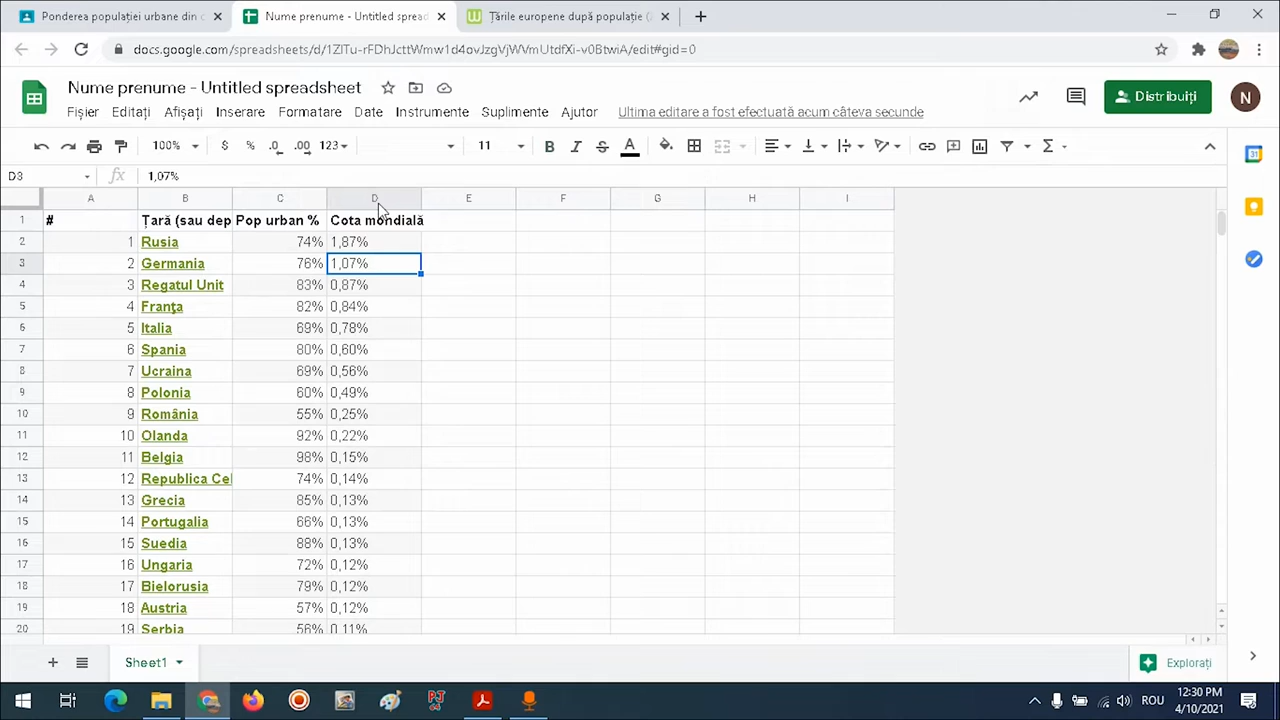 Ponderea populației urbane din c
Nume prenume - Untitled spread
Țările europene după populație (
docs.google.com/spreadsheets/d/1ZITu-rFDhJcttWmw1d4ovJzgVjWVmUtdfXi-v0BtwiA/edit#gid=0
Nume prenume - Untitled spreadsheet
Distribuiți
N
Fișier Editați Afișați Inserare Formatare Date Instrumente Suplimente Ajutor Ultima editare a fost efectuată acum câteva secunde
100% $ % .0 .00 123 11 B I S A Σ
D3 fx 1,07%
A B C D E F G H I
1 # Țară (sau dep Pop urban % Cota mondială
2 1 Rusia 74% 1,87%
3 2 Germania 76% 1,07%
4 3 Regatul Unit 83% 0,87%
5 4 Franţa 82% 0,84%
6 5 Italia 69% 0,78%
7 6 Spania 80% 0,60%
8 7 Ucraina 69% 0,56%
9 8 Polonia 60% 0,49%
10 9 România 55% 0,25%
11 10 Olanda 92% 0,22%
12 11 Belgia 98% 0,15%
13 12 Republica Ce 74% 0,14%
14 13 Grecia 85% 0,13%
15 14 Portugalia 66% 0,13%
16 15 Suedia 88% 0,13%
17 16 Ungaria 72% 0,12%
18 17 Bielorusia 79% 0,12%
19 18 Austria 57% 0,12%
20 19 Serbia 56% 0,11%
Sheet1
Explorați
31
ROU
12:30 PM
4/10/2021